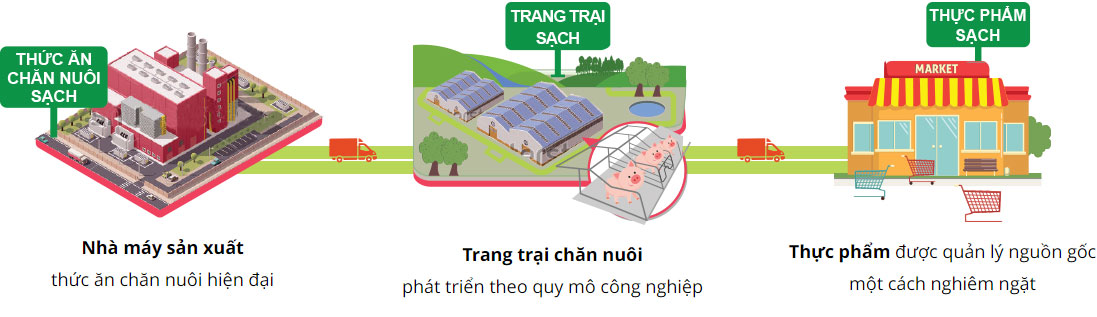 THỨC ĂN
CHĂN NUÔI
SẠCH
TRANG TRẠI
SẠCH
THỰC PHẨM
SẠCH
MARKET
Nhà máy sản xuất
thức ăn chăn nuôi hiện đại
Trang trại chăn nuôi
phát triển theo quy mô công nghiệp
Thực phẩm được quản lý nguồn gốc
một cách nghiêm ngặt